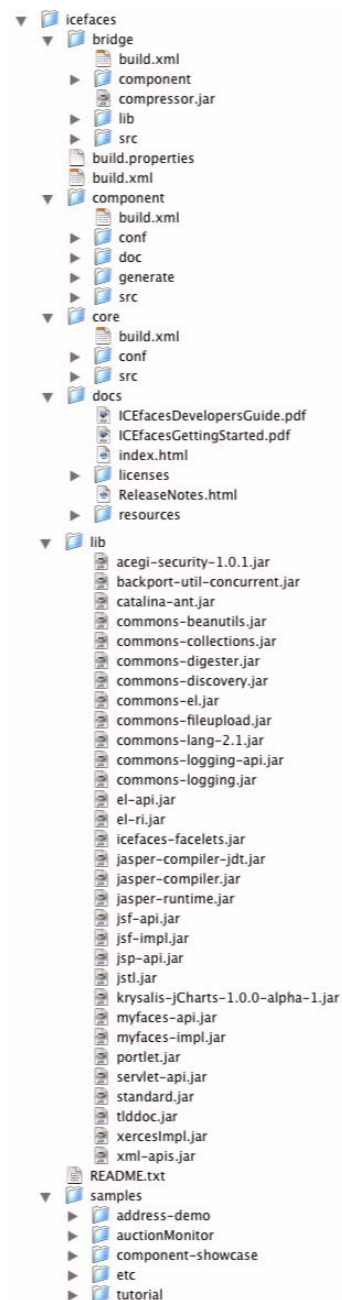 icefaces
bridge
build.xml
component
compressor.jar
lib
src
build.properties
build.xml
component
build.xml
conf
doc
generate
src
core
build.xml
conf
src
docs
ICEfacesDevelopersGuide.pdf
ICEfacesGettingStarted.pdf
index.html
licenses
ReleaseNotes.html
resources
lib
acegi-security-1.0.1.jar
backport-util-concurrent.jar
catalina-ant.jar
commons-beanutils.jar
commons-collections.jar
commons-digester.jar
commons-discovery.jar
commons-el.jar
commons-fileupload.jar
commons-lang-2.1.jar
commons-logging-api.jar
commons-logging.jar
el-api.jar
el-ri.jar
icefaces-facelets.jar
jasper-compiler-jdt.jar
jasper-compiler.jar
jasper-runtime.jar
jsf-api.jar
jsf-impl.jar
jsp-api.jar
jstl.jar
krysalis-jCharts-1.0.0-alpha-1.jar
myfaces-api.jar
myfaces-impl.jar
portlet.jar
servlet-api.jar
standard.jar
tlddoc.jar
xercesImpl.jar
xml-apis.jar
README.txt
samples
address-demo
auctionMonitor
component-showcase
etc
tutorial